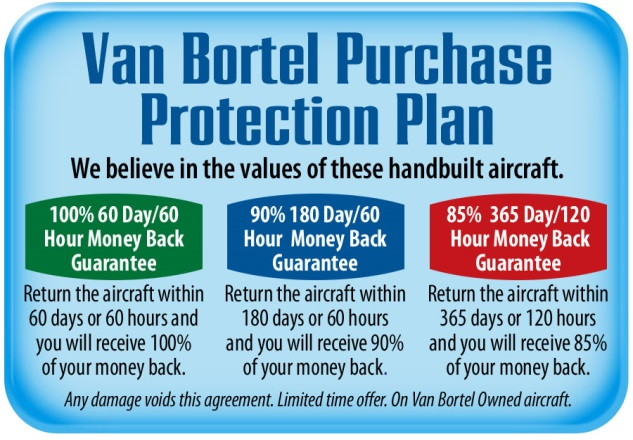 Van Bortel Purchase
Protection Plan
We believe in the values of these handbuilt aircraft.
100% 60 Day/60
Hour Money Back
Guarantee
Return the aircraft within
60 days or 60 hours and
you will receive 100%
of your money back.
90% 180 Day/60
Hour Money Back
Guarantee
Return the aircraft within
180 days or 60 hours
and you will receive 90%
of your money back.
85% 365 Day/120
Hour Money Back
Guarantee
Return the aircraft within
365 days or 120 hours
and you will receive 85%
of your money back.
Any damage voids this agreement. Limited time offer. On Van Bortel Owned aircraft.